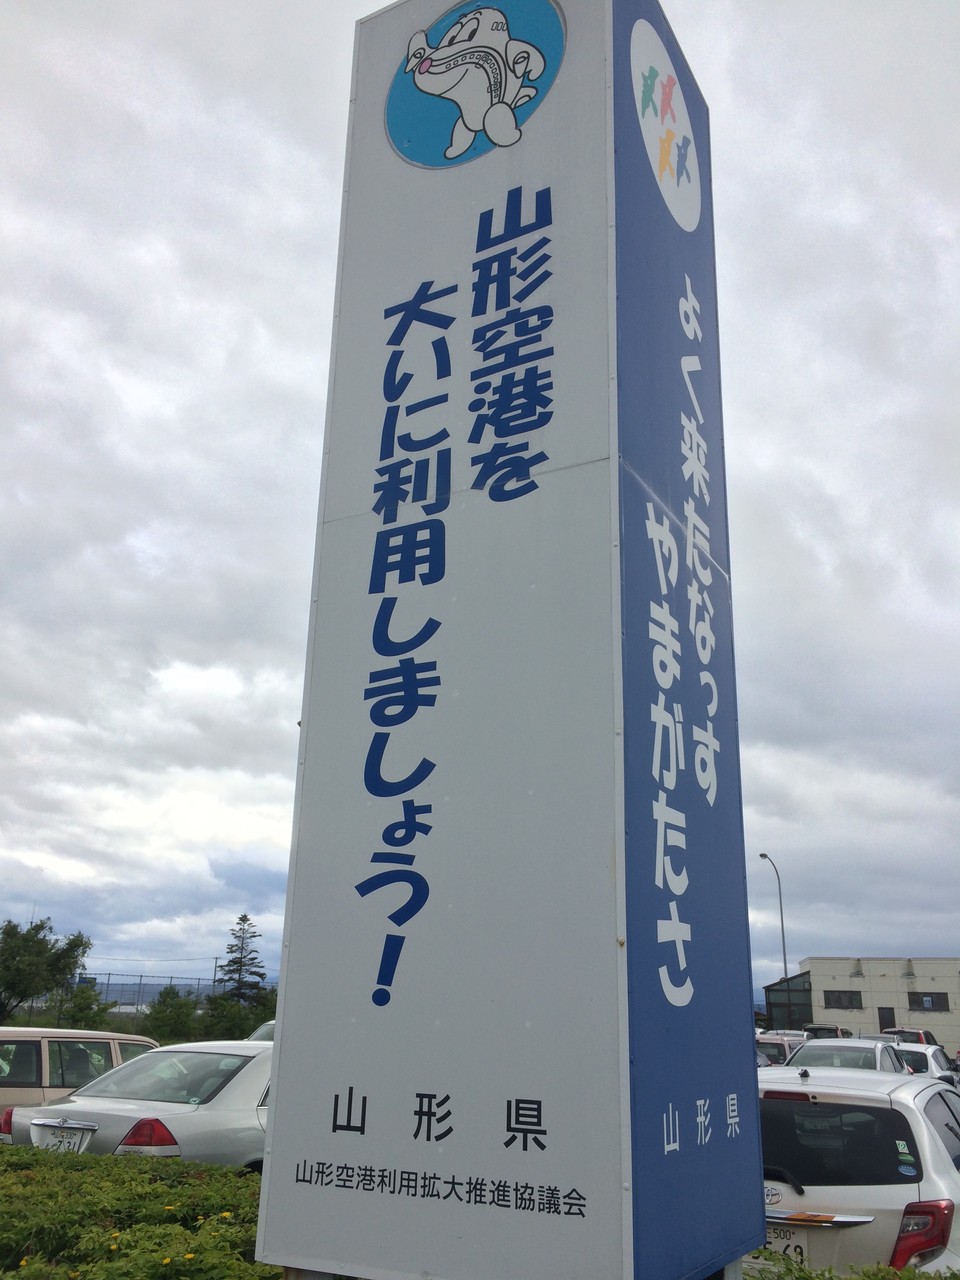 山形空港を
大いに利用しましょう！
山形県
山形空港利用拡大推進協議会
よく来たなっす
やまがたさ
山形県